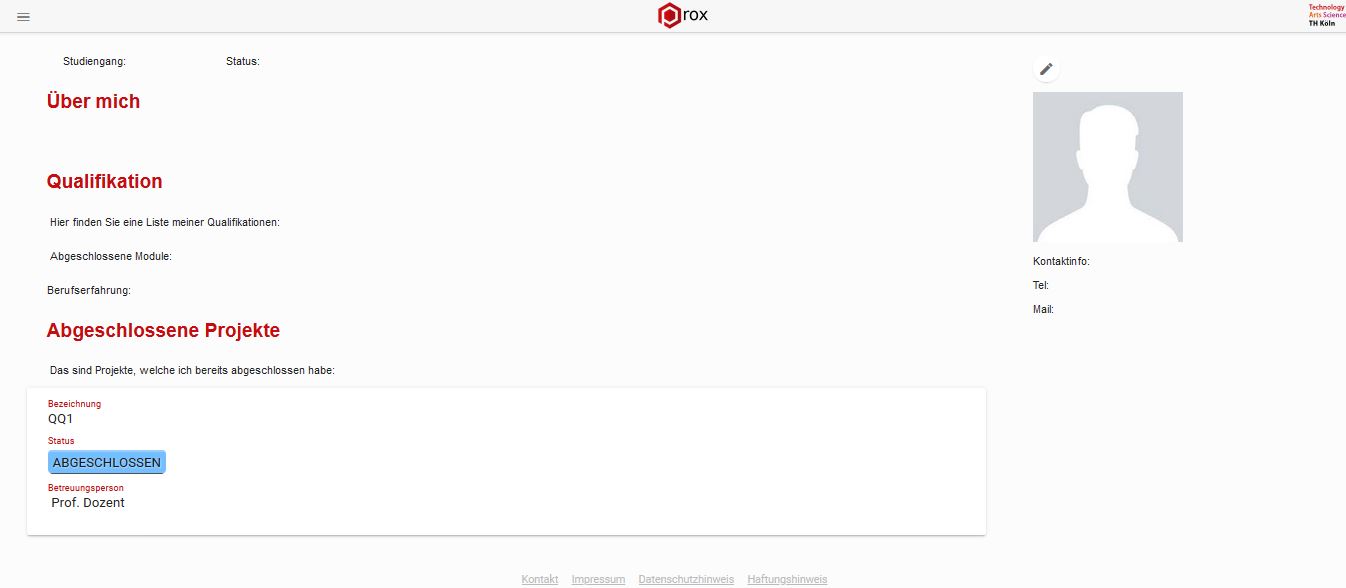 rox
Technology
Arts Science
TH Köln
Studiengang: Status:
Über mich
Qualifikation
Hier finden Sie eine Liste meiner Qualifikationen:
Abgeschlossene Module:
Berufserfahrung:
Abgeschlossene Projekte
Das sind Projekte, welche ich bereits abgeschlossen habe:
Bezeichnung
QQ1
Status
ABGESCHLOSSEN
Betreuungsperson
Prof. Dozent
Kontaktinfo:
Tel:
Mail:
Kontakt Impressum Datenschutzhinweis Haftungshinweis